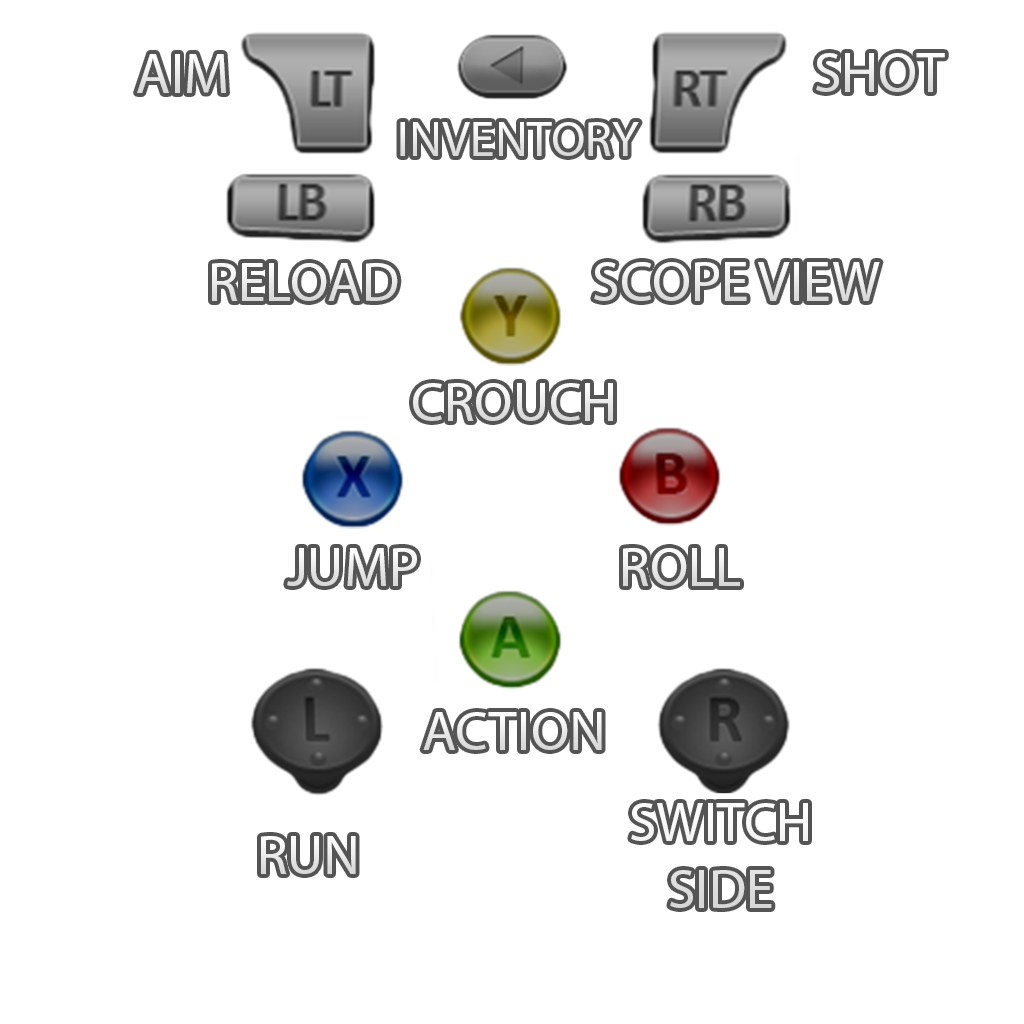 AIM LT RT SHOT
INVENTORY
LB RB
RELOAD SCOPE VIEW
Y
CROUCH
X B
JUMP ROLL
A
L R
ACTION
RUN
SWITCH
SIDE